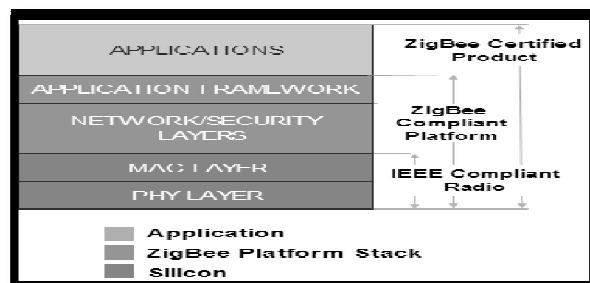 APPLICATIONS
APPLICATION FRAMEWORK
NETWORK/SECURITY
LAYERS
MAC LAYER
PHY LAYER
ZigBee Certified
Product
ZigBee
Compliant
Platform
IEEE Compliant
Radio
Application
ZigBee Platform Stack
Silicon